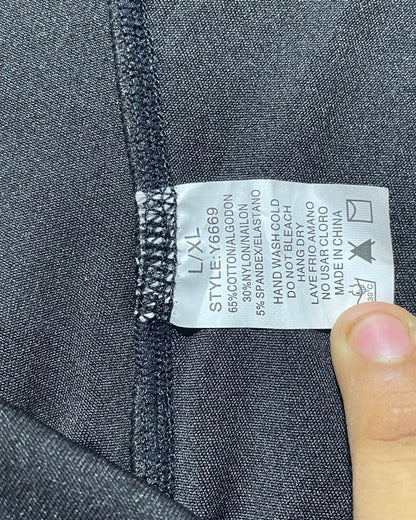 L/XL
STYLE:Y6669
65%COTTON/ALGODON
30%NYLON/NAILON
5% SPANDEX/ELASTANO
HAND WASH COLD
DO NOT BLEACH
HANG DRY
LAVE FRIO AMANO
NO USAR CLORO
MADE IN CHINA
30°C